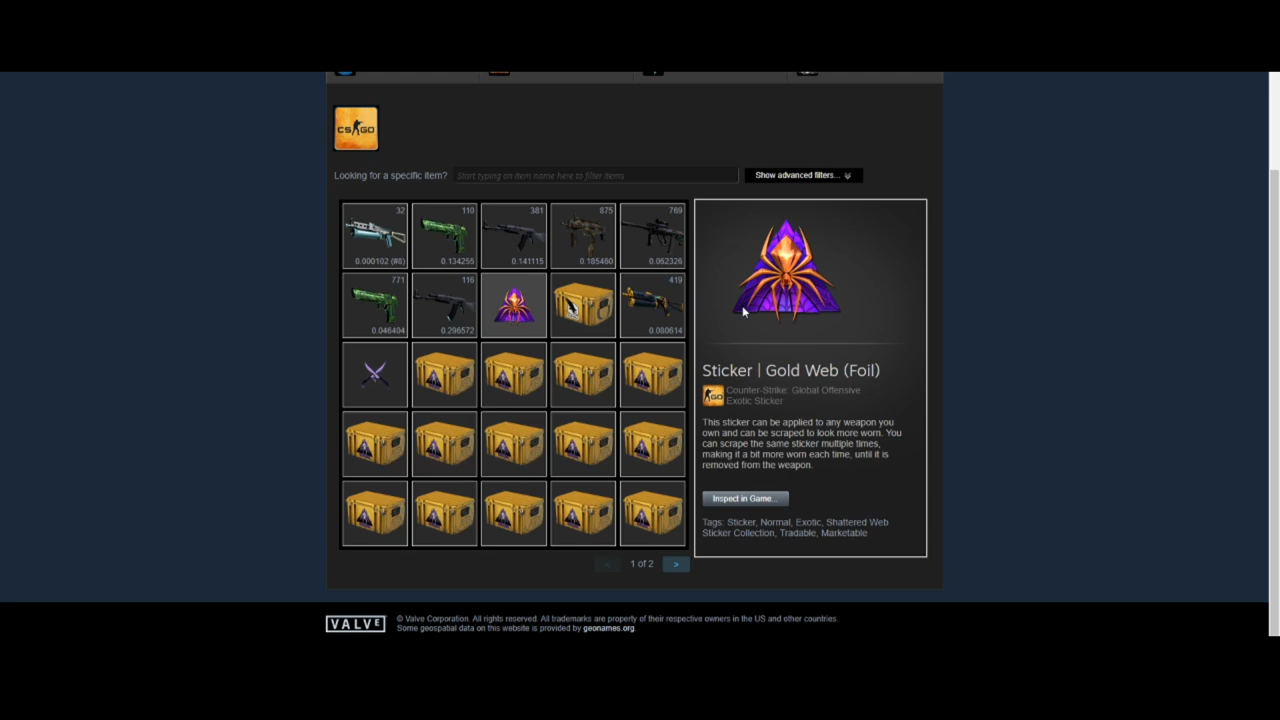 CS GO
Looking for a specific item?
Start typing an item name here to filter items
Show advanced filters...
32
110
381
875
769
0.000102 (#8)
0.134255
0.141115
0.185460
0.062326
771
116
419
0.046404
0.296572
0.080614
Sticker | Gold Web (Foil)
Counter-Strike: Global Offensive
Exotic Sticker
This sticker can be applied to any weapon you
own and can be scraped to look more worn. You
can scrape the same sticker multiple times,
making it a bit more worn each time, until it is
removed from the weapon.
Inspect in Game...
Tags: Sticker, Normal, Exotic, Shattered Web
Sticker Collection, Tradable, Marketable
<
1 of 2
>
VALVE
© Valve Corporation. All rights reserved. All trademarks are property of their respective owners in the US and other countries.
Some geospatial data on this website is provided by geonames.org.